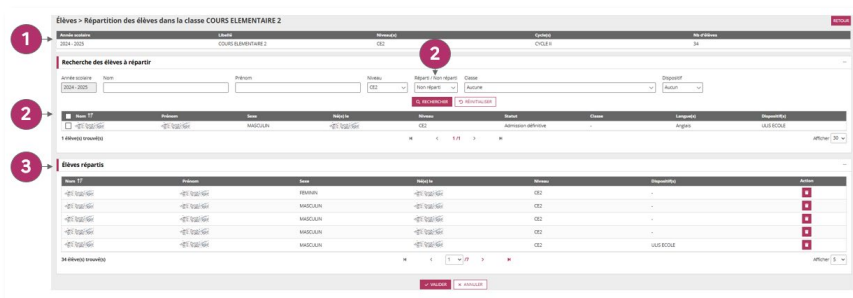 Élèves > Répartition des élèves dans la classe COURS ELEMENTAIRE 2 RETOUR
1
Année scolaire Libellé Niveau(x) Cycle(s) Nb d'élèves
2024 - 2025 COURS ELEMENTAIRE 2 CE2 CYCLE II 34
2
Recherche des élèves à répartir
Année scolaire Nom Prénom Niveau Réparti / Non réparti Classe Dispositif
2024 - 2025 CE2 Non réparti Aucune Aucun
RECHERCHER RÉINITIALISER
2
Nom Prénom Sexe Né(e) le Niveau Statut Classe Langue(s) Dispositif(s)
MASCULIN CE2 Admission définitive - Anglais ULIS ECOLE
1 élève(s) trouvé(s) 1 /1 Afficher 30
3
Élèves répartis
Nom Prénom Sexe Né(e) le Niveau Dispositif(s) Action
FEMININ CE2 -
MASCULIN CE2 -
MASCULIN CE2 -
MASCULIN CE2 -
MASCULIN CE2 ULIS ECOLE
34 élève(s) trouvé(s) 1 /7 Afficher 5
VALIDER ANNULER